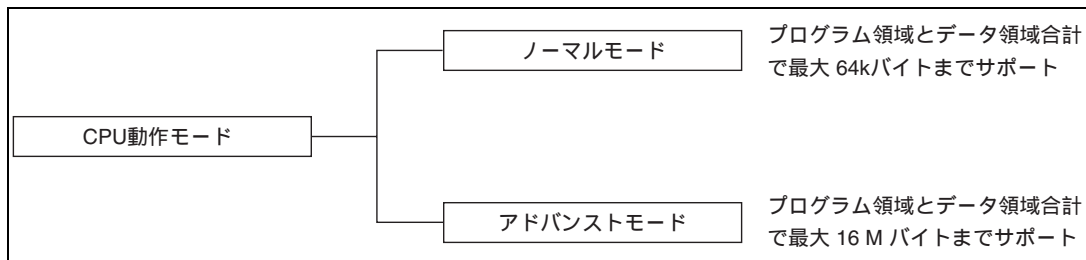 ノーマルモード
プログラム領域とデータ領域合計
で最大 64kバイトまでサポート
CPU動作モード
アドバンストモード
プログラム領域とデータ領域合計
で最大 16 M バイトまでサポート